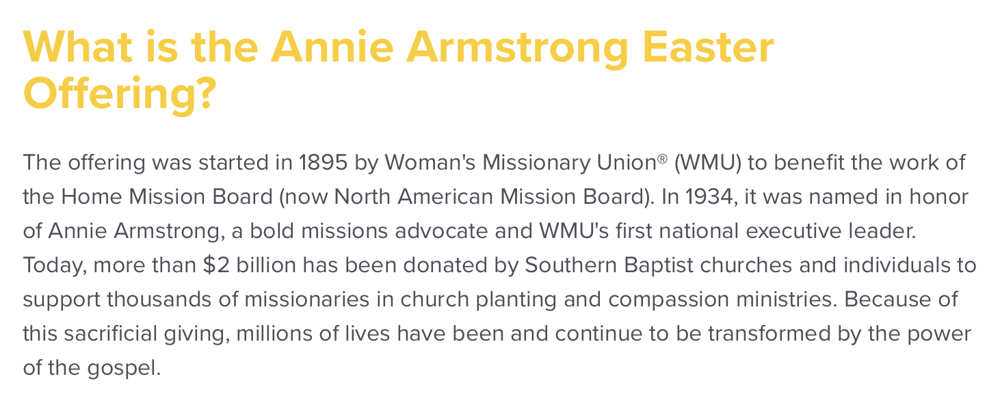 What is the Annie Armstrong Easter
Offering?
The offering was started in 1895 by Woman's Missionary Union® (WMU) to benefit the work of
the Home Mission Board (now North American Mission Board). In 1934, it was named in honor
of Annie Armstrong, a bold missions advocate and WMU's first national executive leader.
Today, more than $2 billion has been donated by Southern Baptist churches and individuals to
support thousands of missionaries in church planting and compassion ministries. Because of
this sacrificial giving, millions of lives have been and continue to be transformed by the power
of the gospel.